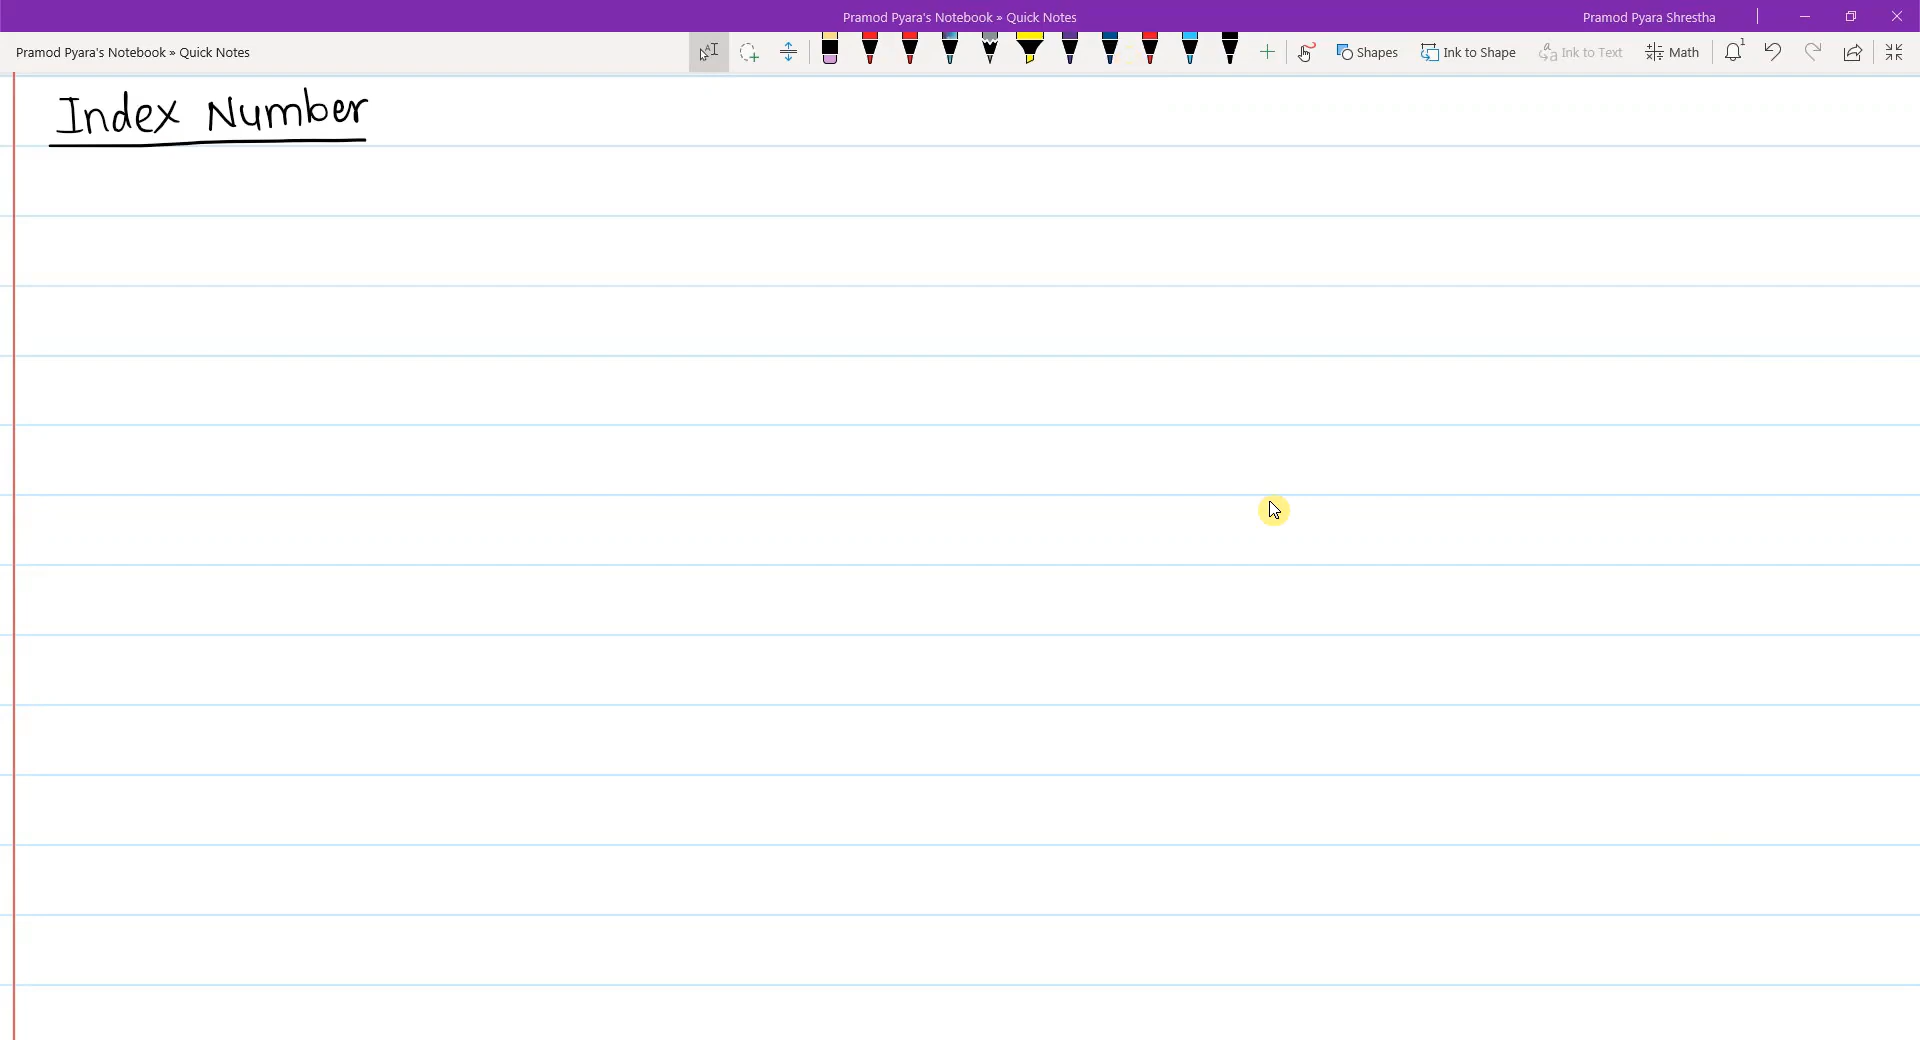 Pramod Pyara's Notebook » Quick Notes
Pramod Pyara Shrestha
Pramod Pyara's Notebook » Quick Notes
Shapes
Ink to Shape
Ink to Text
Math
1
Index Number